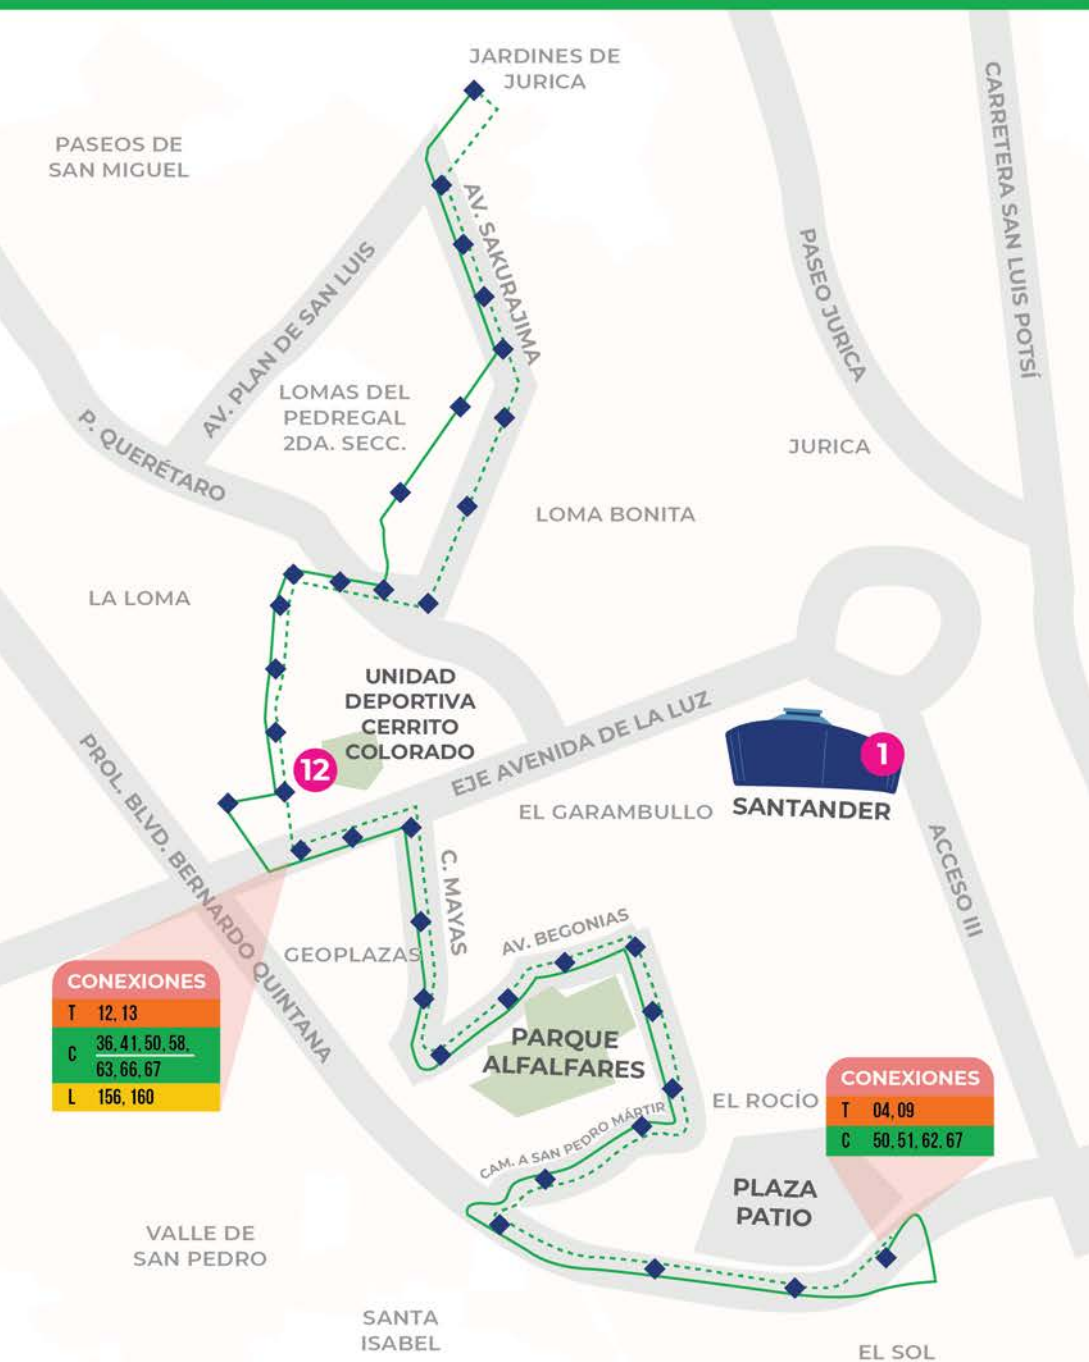 JARDINES DE
JURICA
PASEOS DE
SAN MIGUEL
CARRETERA SAN LUIS POTSÍ
AV. SAKURAJIMA
PASEO JURICA
AV. PLAN DE SAN LUIS
LOMAS DEL
PEDREGAL
2DA. SECC.
P. QUERÉTARO
JURICA
LOMA BONITA
LA LOMA
UNIDAD
DEPORTIVA
CERRITO
COLORADO
12
EJE AVENIDA DE LA LUZ
1
SANTANDER
EL GARAMBULLO
PROL. BLVD. BERNARDO QUINTANA
ACCESO III
C. MAYAS
AV. BEGONIAS
GEOPLAZAS
CONEXIONES
T 12, 13
C 36, 41, 50, 58,
63, 66, 67
L 156, 160
PARQUE
ALFALFARES
EL ROCÍO
CONEXIONES
T 04, 09
C 50, 51, 62, 67
CAM. A SAN PEDRO MÁRTIR
PLAZA
PATIO
VALLE DE
SAN PEDRO
SANTA
ISABEL
EL SOL